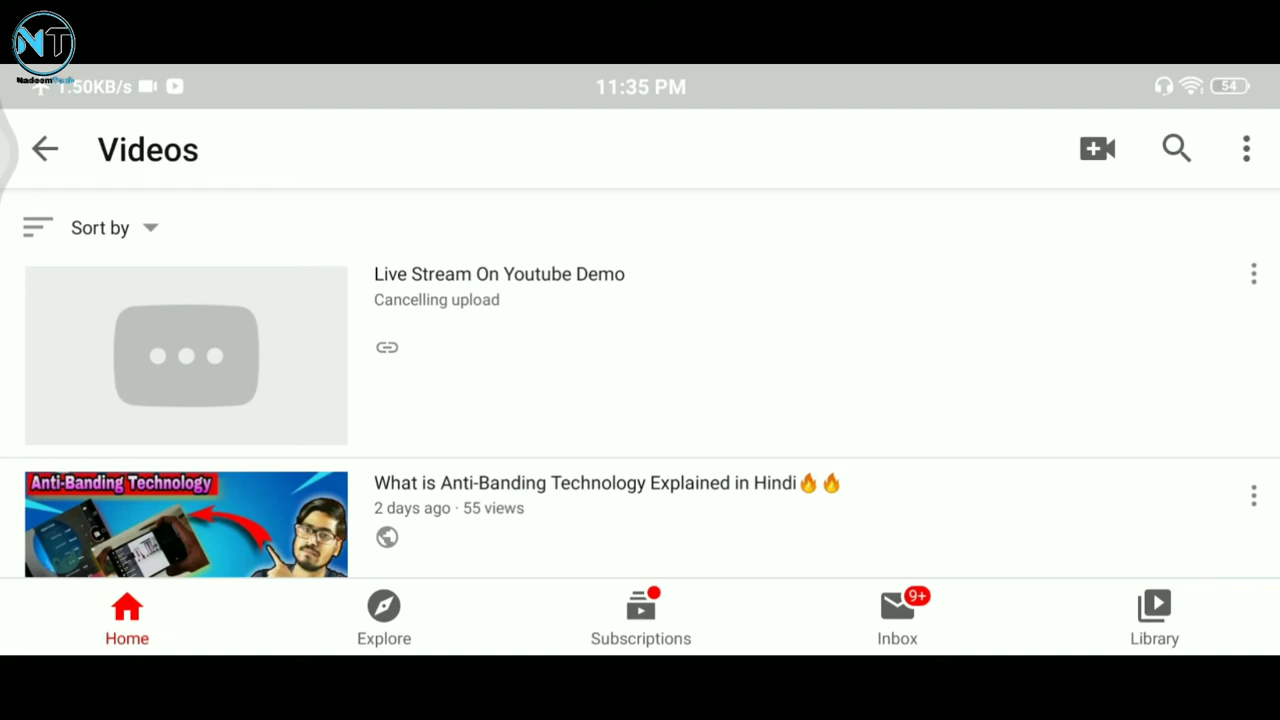 NT
NadeemTech
1.50KB/s
11:35 PM
54
Videos
Sort by
Live Stream On Youtube Demo
Cancelling upload
Anti-Banding Technology
What is Anti-Banding Technology Explained in Hindi🔥🔥
2 days ago · 55 views
Home
Explore
Subscriptions
9+
Inbox
Library